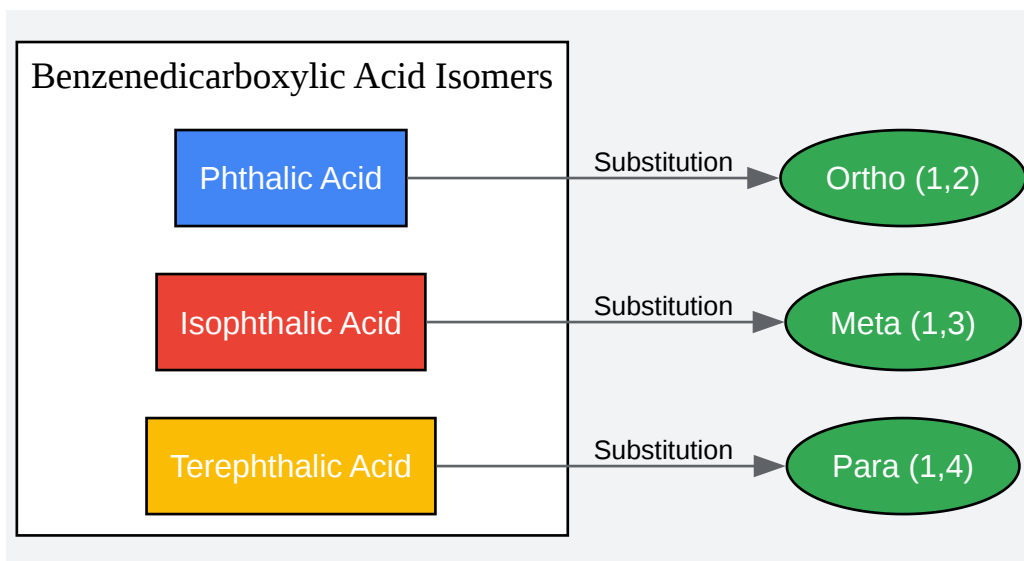 Benzenedicarboxylic Acid Isomers
Phthalic Acid
Substitution
Ortho (1,2)
Isophthalic Acid
Substitution
Meta (1,3)
Terephthalic Acid
Substitution
Para (1,4)